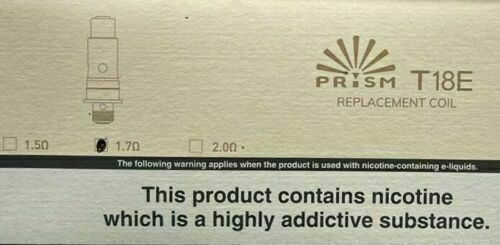 PRISM T18E
REPLACEMENT COIL
1.5Ω 1.7Ω 2.0Ω
The following warning applies when the product is used with nicotine-containing e-liquids.
This product contains nicotine
which is a highly addictive substance.